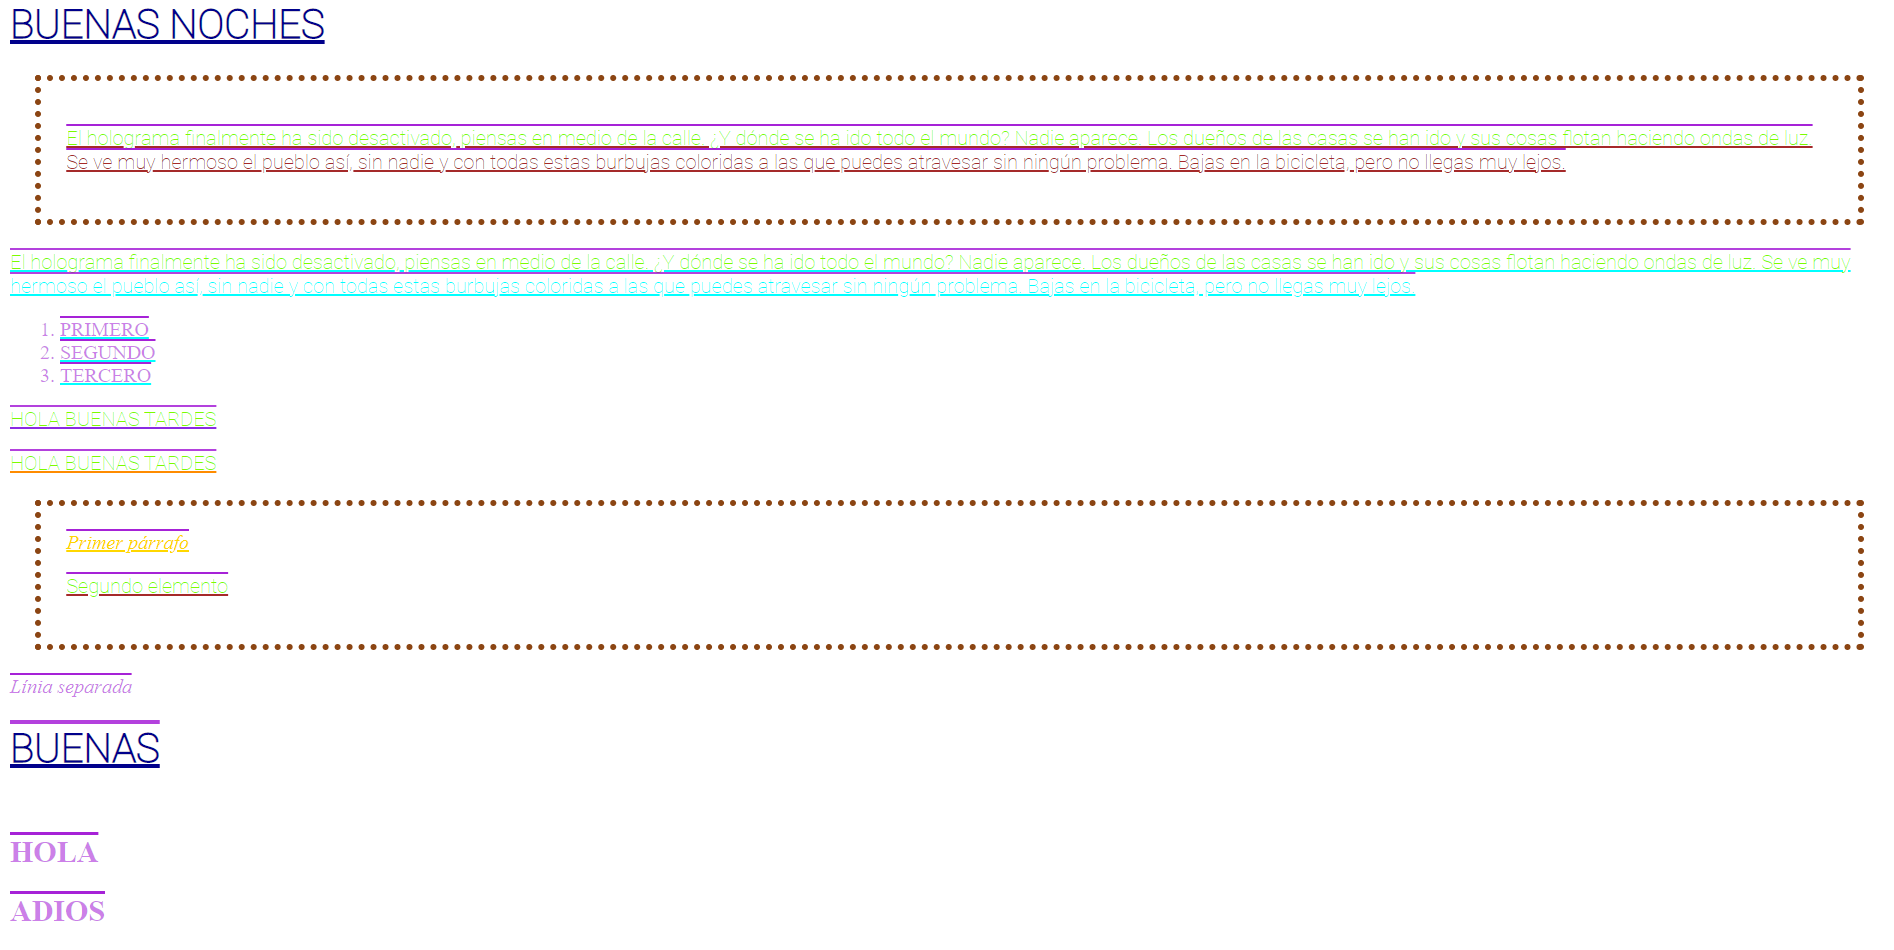 BUENAS NOCHES
El holograma finalmente ha sido desactivado, piensas en medio de la calle. ¿Y dónde se ha ido todo el mundo? Nadie aparece. Los dueños de las casas se han ido y sus cosas flotan haciendo ondas de luz.
Se ve muy hermoso el pueblo así, sin nadie y con todas estas burbujas coloridas a las que puedes atravesar sin ningún problema. Bajas en la bicicleta, pero no llegas muy lejos.
El holograma finalmente ha sido desactivado, piensas en medio de la calle. ¿Y dónde se ha ido todo el mundo? Nadie aparece. Los dueños de las casas se han ido y sus cosas flotan haciendo ondas de luz. Se ve muy
hermoso el pueblo así, sin nadie y con todas estas burbujas coloridas a las que puedes atravesar sin ningún problema. Bajas en la bicicleta, pero no llegas muy lejos.
1. PRIMERO
2. SEGUNDO
3. TERCERO
HOLA BUENAS TARDES
HOLA BUENAS TARDES
Primer párrafo
Segundo elemento
Línia separada
BUENAS
HOLA
ADIOS